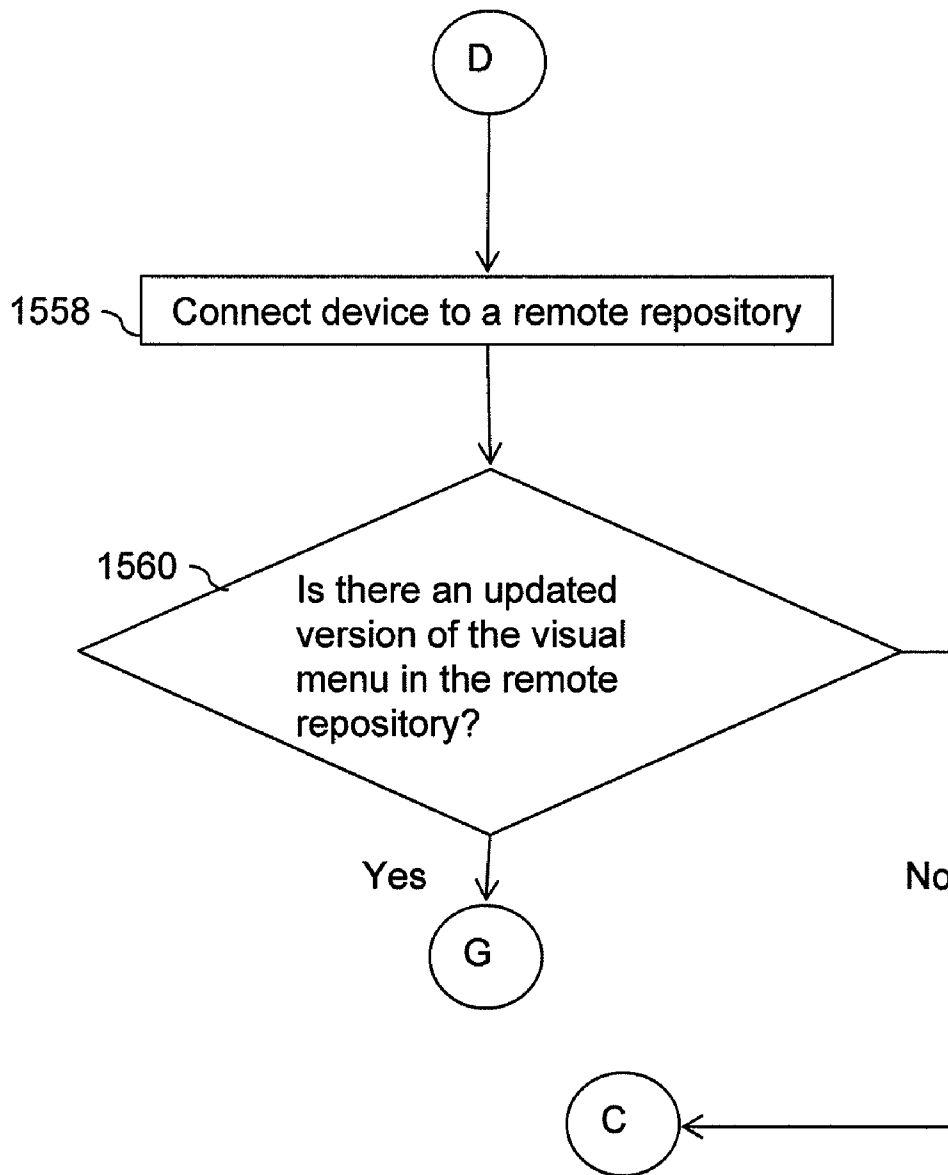 D
1558
Connect device to a remote repository
1560
Is there an updated
version of the visual
menu in the remote
repository?
Yes
No
G
C